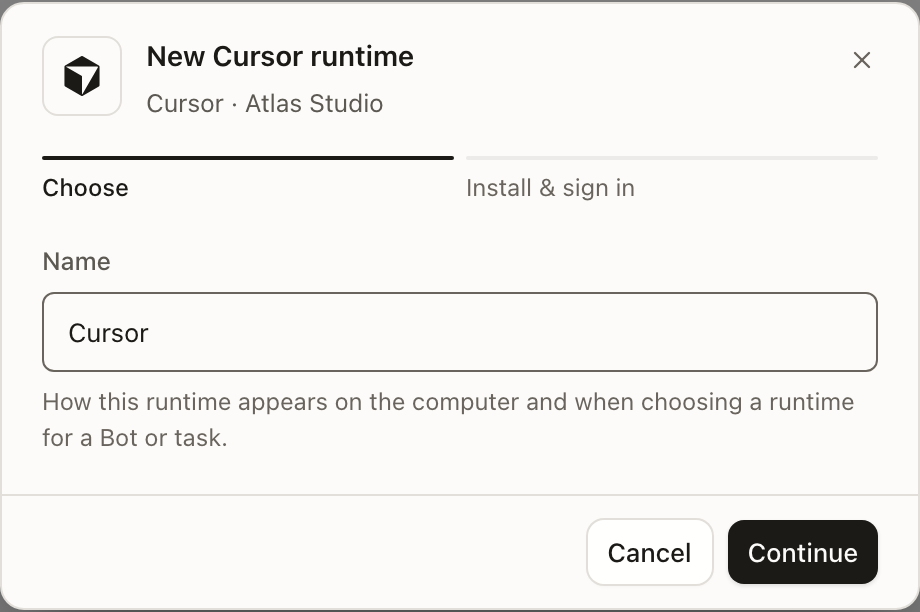 New Cursor runtime
Cursor · Atlas Studio
Choose
Install & sign in
Name
Cursor
How this runtime appears on the computer and when choosing a runtime
for a Bot or task.
Cancel
Continue